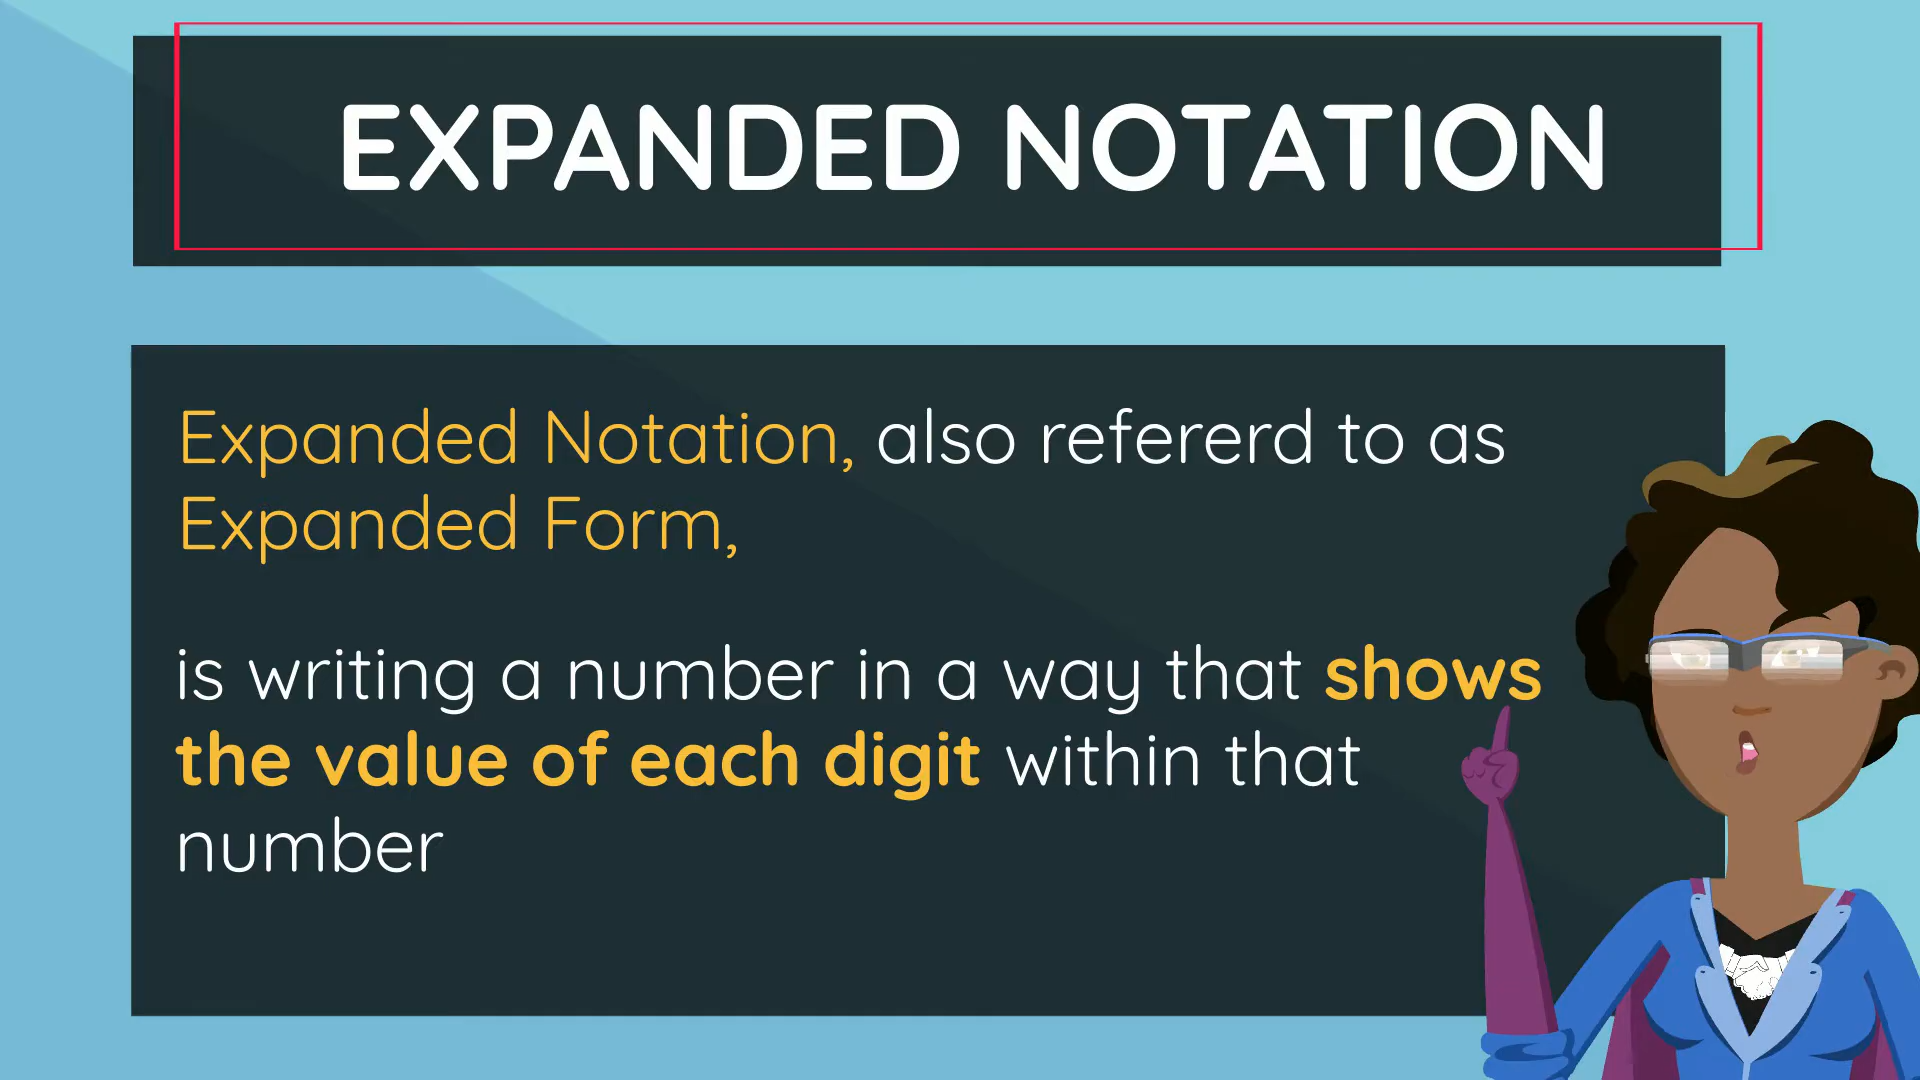 EXPANDED NOTATION
Expanded Notation, also refererd to as
Expanded Form,
is writing a number in a way that shows
the value of each digit within that
number